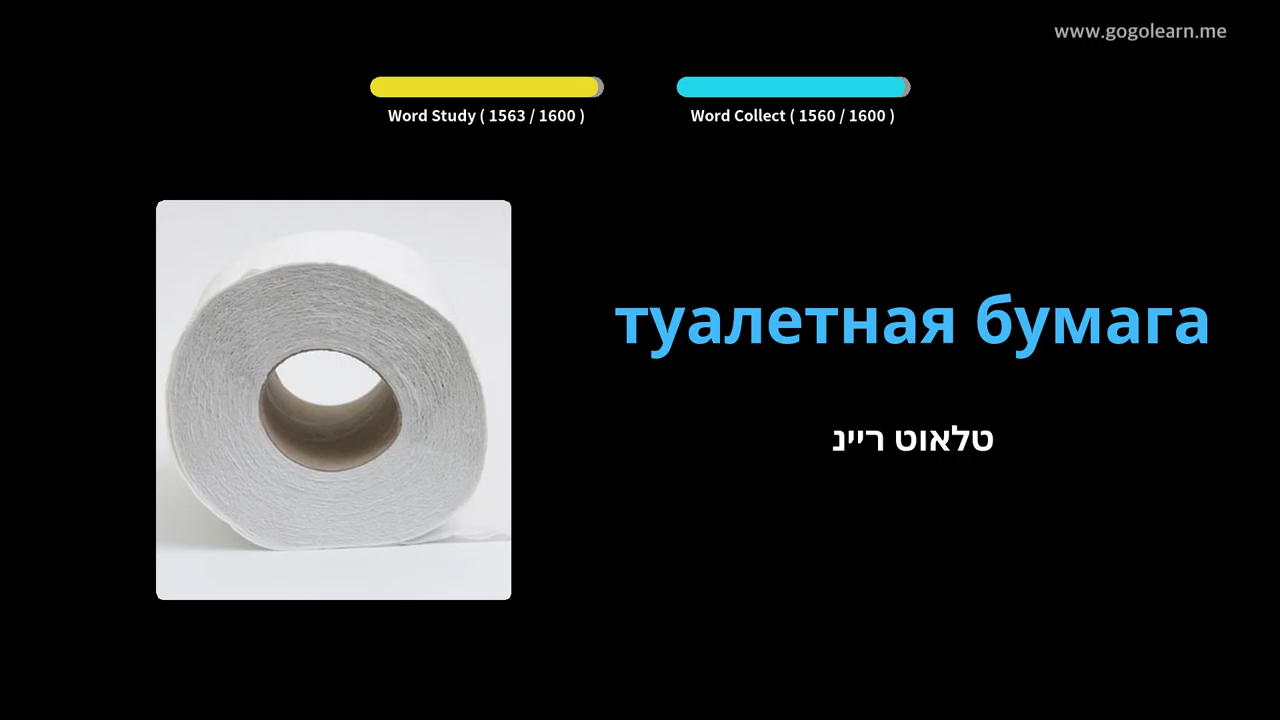 www.gogolearn.me
Word Study ( 1563 / 1600 )
Word Collect ( 1560 / 1600 )
туалетная бумага
טלאוט ריינ